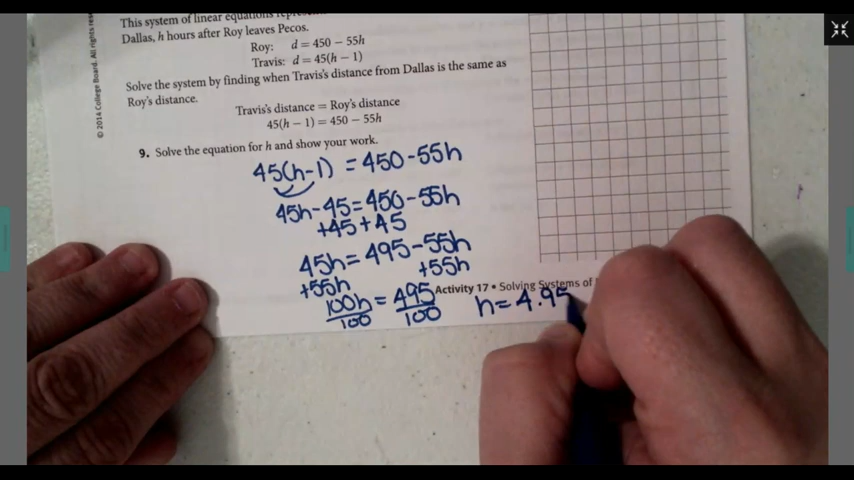 This system of linear equations
Dallas, h hours after Roy leaves Pecos.
Roy: d = 450 − 55h
Travis: d = 45(h − 1)
Solve the system by finding when Travis's distance from Dallas is the same as
Roy's distance.
Travis's distance = Roy's distance
45(h − 1) = 450 − 55h
9. Solve the equation for h and show your work.
45(h-1) = 450-55h
45h-45=450-55h
+45 +45
45h = 495-55h
+55h +55h
100h = 495
100 100
h=4.95
Activity 17 • Solving Systems of
© 2014 College Board. All rights